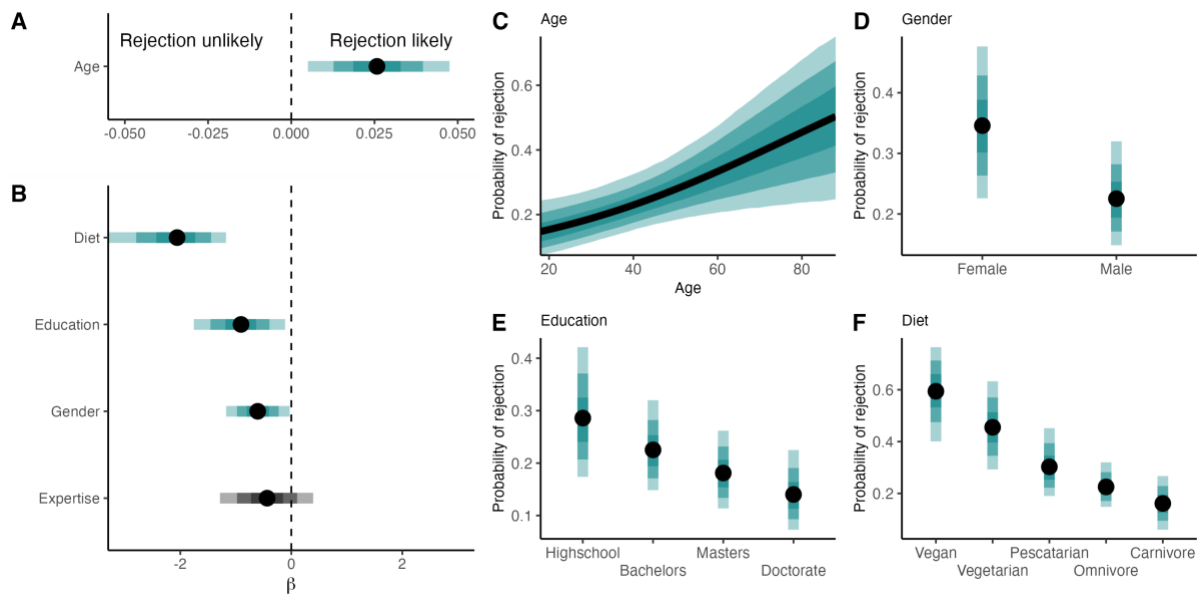 A
Rejection unlikely
Rejection likely
Age
-0.050 -0.025 0.000 0.025 0.050
B
Diet
Education
Gender
Expertise
-2 0 2
β
C Age
Probability of rejection
0.6
0.4
0.2
20 40 60 80
Age
D Gender
Probability of rejection
0.4
0.3
0.2
Female Male
E Education
Probability of rejection
0.4
0.3
0.2
0.1
Highschool Masters
Bachelors Doctorate
F Diet
Probability of rejection
0.6
0.4
0.2
Vegan Pescatarian Carnivore
Vegetarian Omnivore